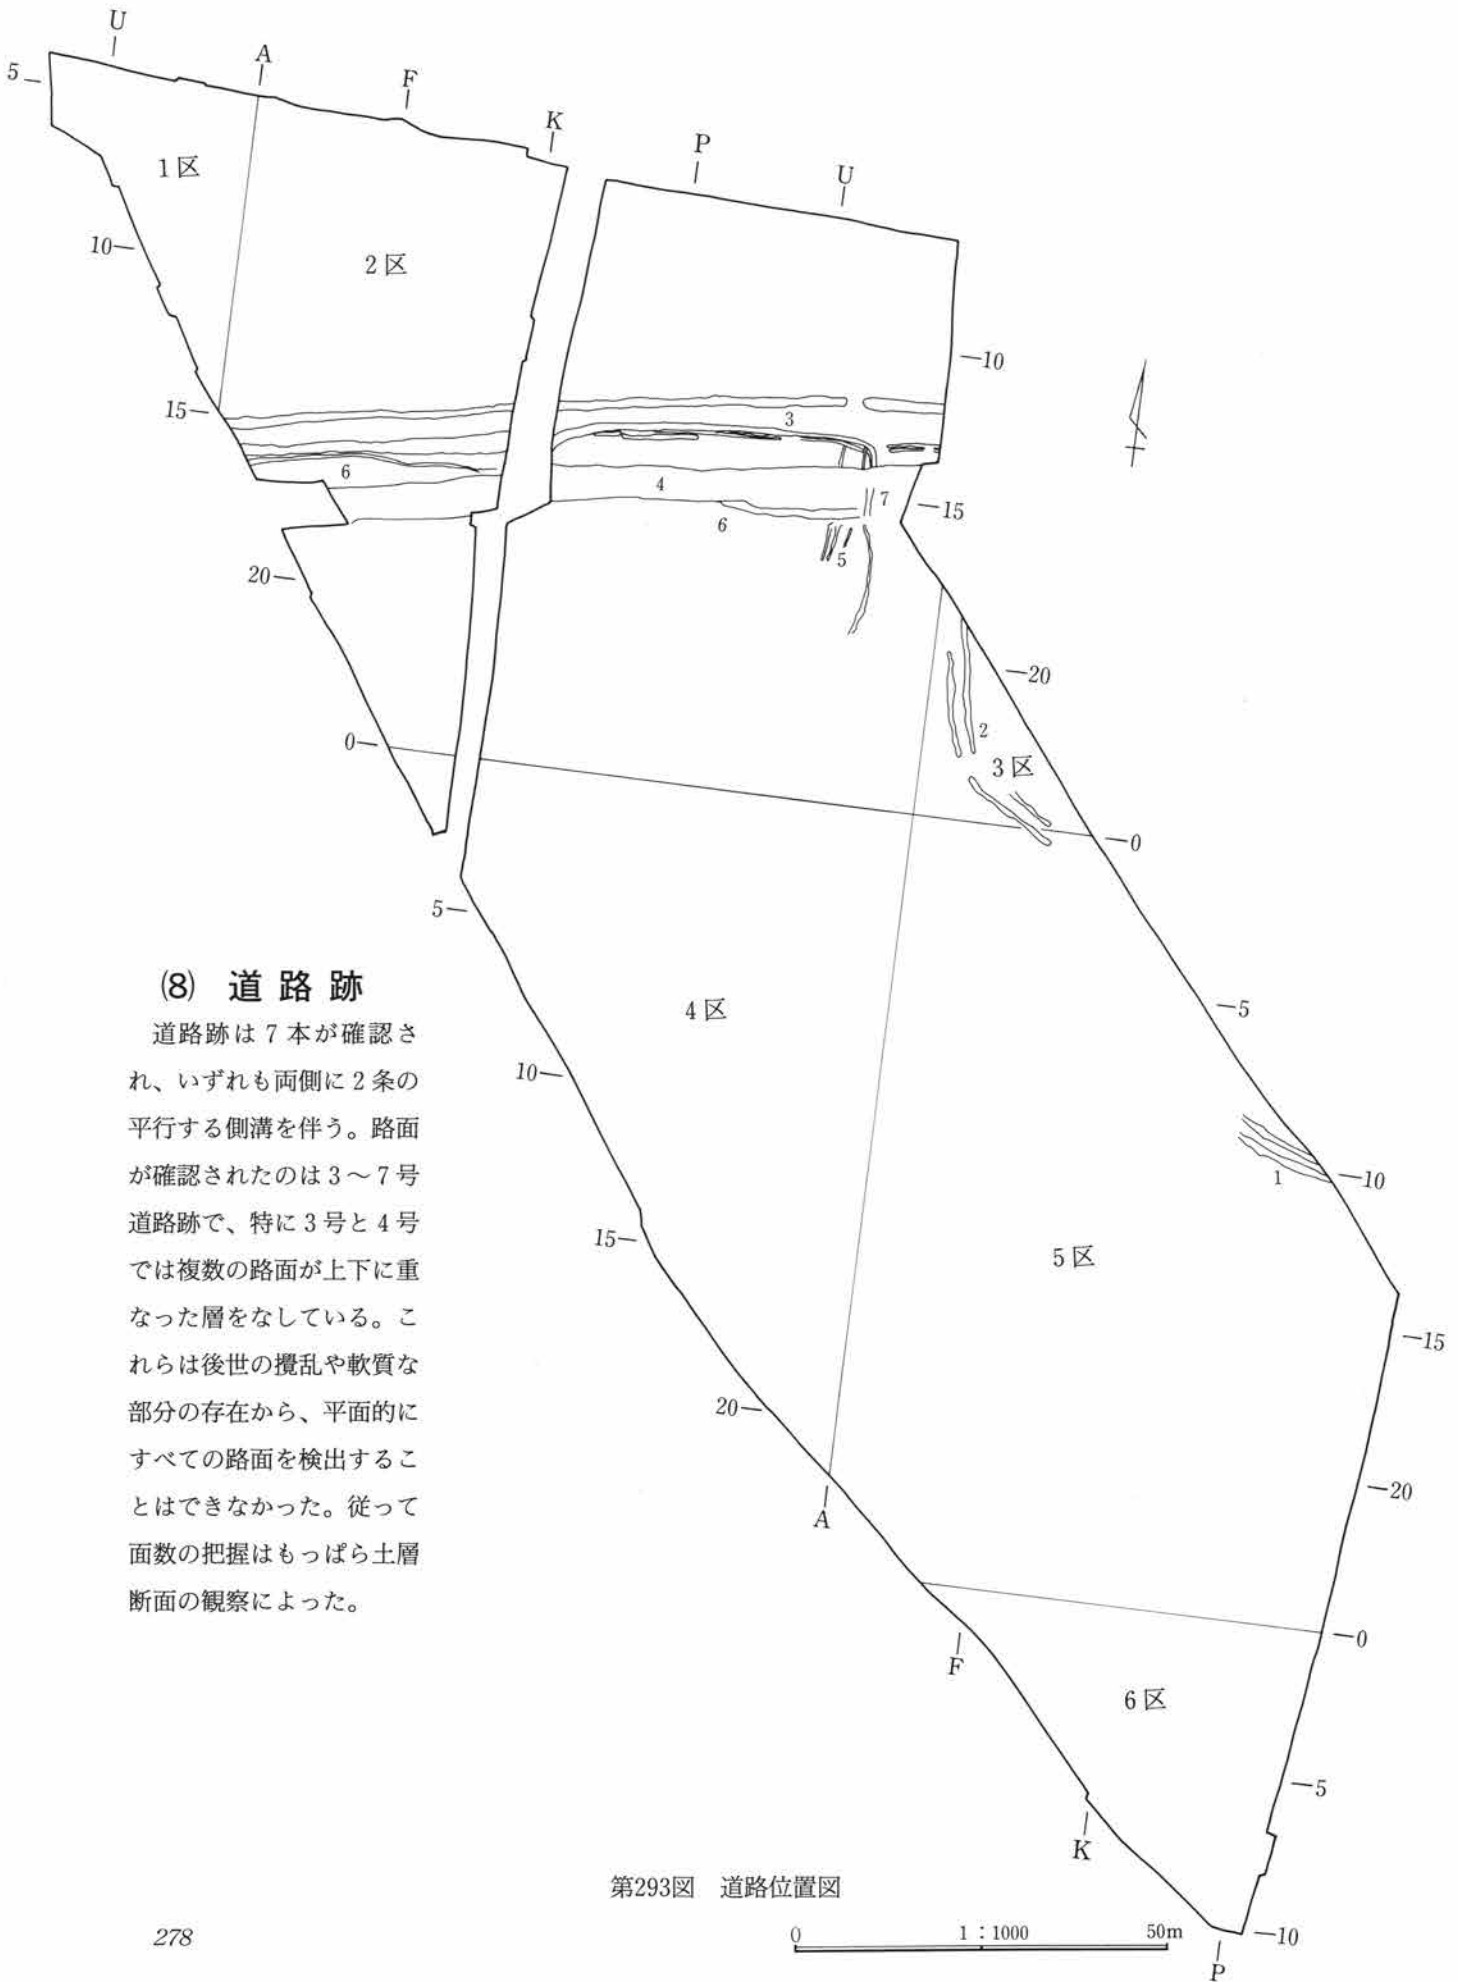 U
A
F
K
P
U
5
10
15
20
0
5
10
15
20
A
F
K
P
10
15
20
0
5
10
15
20
0
5
10
1区
2区
3区
4区
5区
6区
3
6
4
7
6
5
2
1
⑻ 道路跡
道路跡は7本が確認さ
れ、いずれも両側に2条の
平行する側溝を伴う。路面
が確認されたのは3～7号
道路跡で、特に3号と4号
では複数の路面が上下に重
なった層をなしている。こ
れらは後世の攪乱や軟質な
部分の存在から、平面的に
すべての路面を検出するこ
とはできなかった。従って
面数の把握はもっぱら土層
断面の観察によった。
第293図　道路位置図
0 1：1000 50m
278